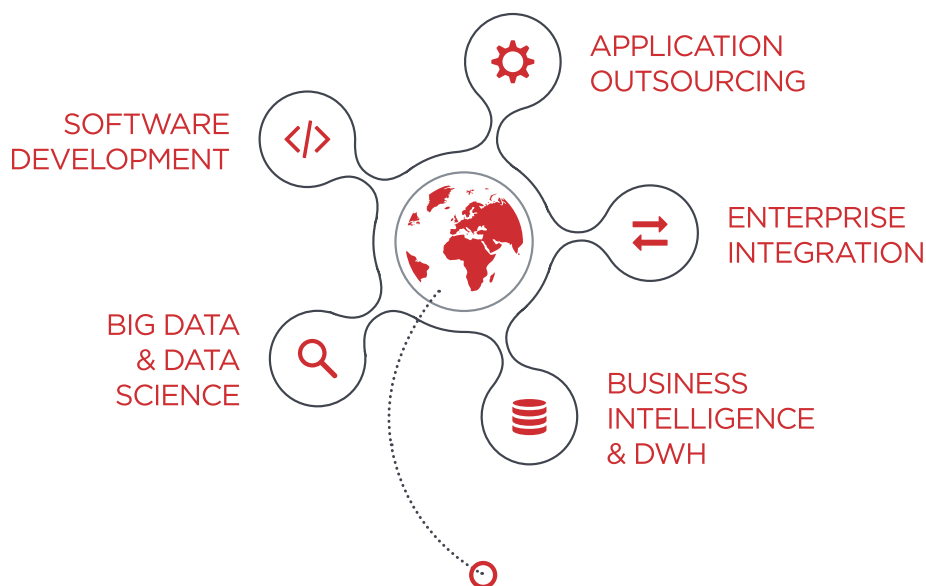 APPLICATION
OUTSOURCING
SOFTWARE
DEVELOPMENT
ENTERPRISE
INTEGRATION
BIG DATA
& DATA
SCIENCE
BUSINESS
INTELLIGENCE
& DWH